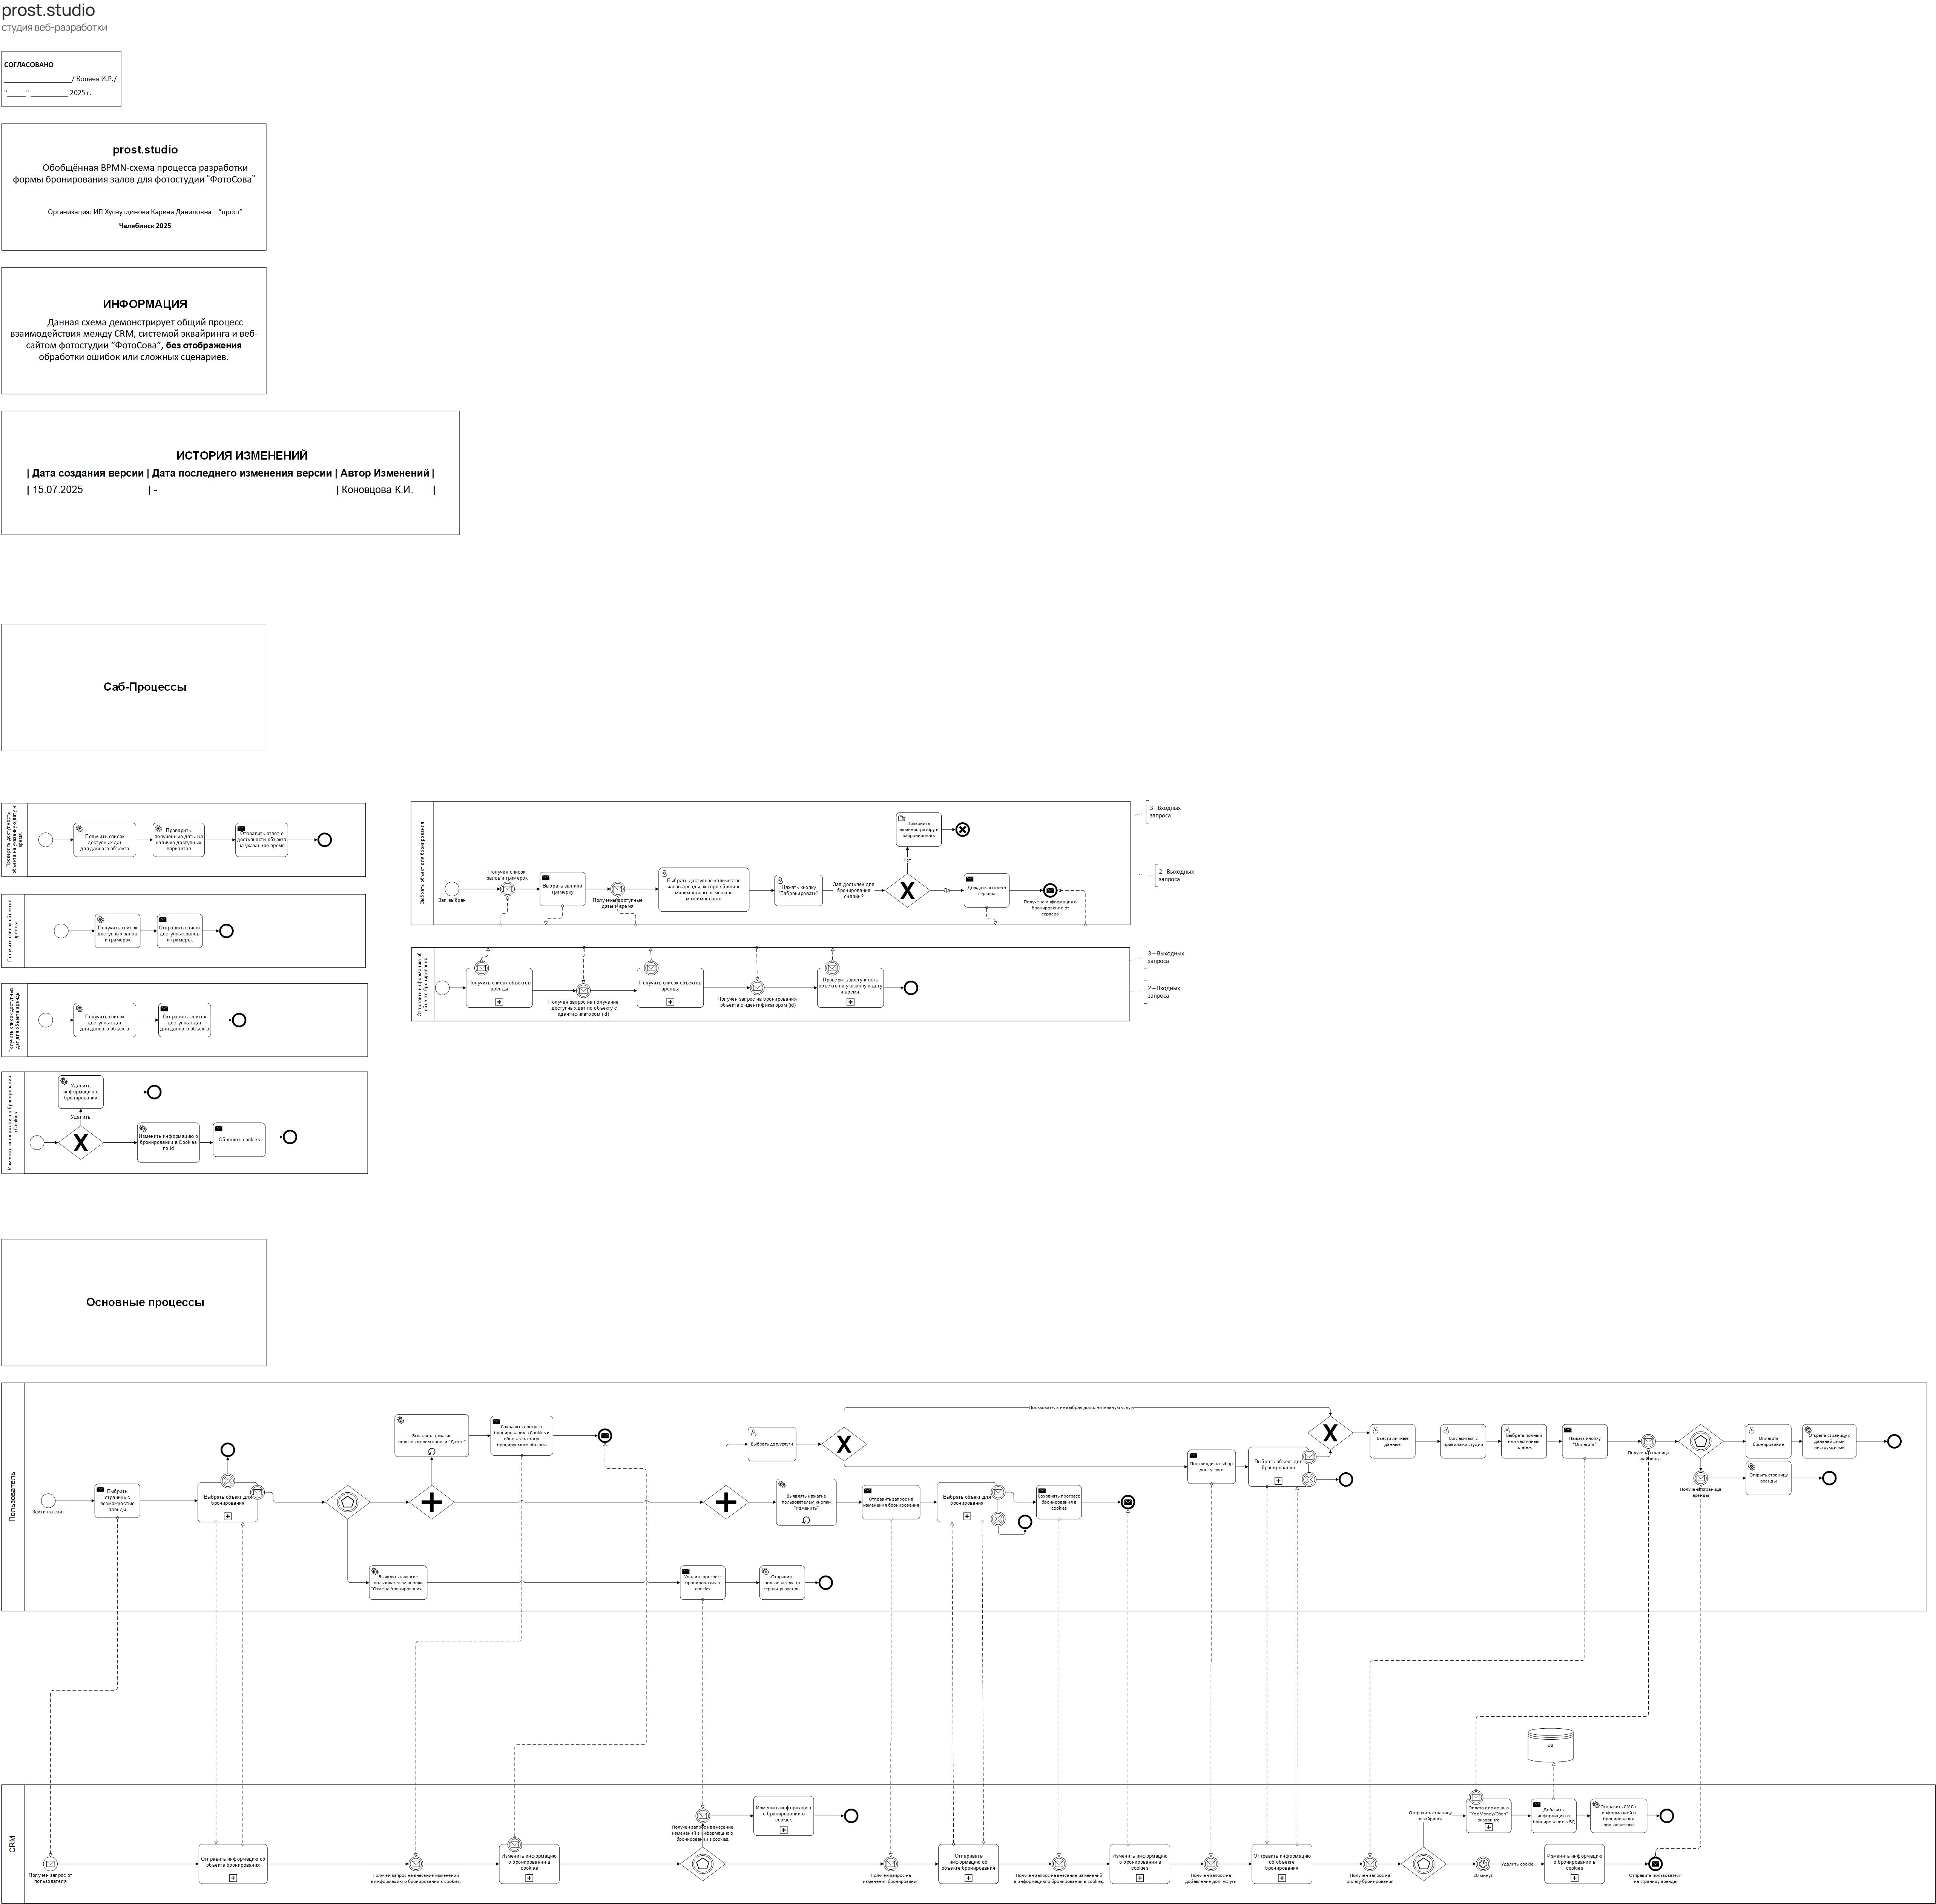 prost.studio
студия веб-разработки
СОГЛАСОВАНО
__________________/ Копеев И.Р./
"_____" __________ 2025 г.
prost.studio
Обобщённая BPMN-схема процесса разработки
формы бронирования залов для фотостудии "ФотоСова"
Организация: ИП Хуснутдинова Карина Даниловна – "прост"
Челябинск 2025
ИНФОРМАЦИЯ
Данная схема демонстрирует общий процесс
взаимодействия между CRM, системой эквайринга и веб-
сайтом фотостудии "ФотоСова", без отображения
обработки ошибок или сложных сценариев.
ИСТОРИЯ ИЗМЕНЕНИЙ
| Дата создания версии | Дата последнего изменения версии | Автор Изменений |
| 15.07.2025 | - | Коновцова К.И. |
Саб-Процессы
Проверить доступность
объекта на указанную дату и
время.
Получить список
доступных дат
для данного объекта
Проверить
полученные даты на
наличие доступных
вариантов
Отправить ответ о
доступности объекта
на указанное время
Получить список объектов
аренды
Получить список
доступных залов
и гримерок
Отправить список
доступных залов
и гримерок
Получить список доступных
дат для объекта аренды
Получить список
доступных дат
для данного объекта
Отправить список
доступных дат
для данного объекта
Изменить информацию о бронировании
в Cookies
Удалить
информацию о
бронировании
Удалить
Изменить информацию о
бронировании в Cookies
по id
Обновить cookies
Выбрать объект для бронирования
Зал выбран
Получен список
залов и гримерок
Выбрать зал или
гримерку
Получены доступные
даты и время
Выбрать доступное количество
часов аренды, которое больше
минимального и меньше
максимального
Нажать кнопку
"Забронировать"
Зал доступен для
бронирования
онлайн?
Нет
Позвонить
администратору и
забронировать
Да
Дождаться ответа
сервера
Получена информация о
бронировании от
сервера
3 - Входных
запроса
2 - Выходных
запроса
Отправить информацию об
объекте бронирования
Получить список объектов
аренды
Получен запрос на получение
доступных дат по объекту с
идентификатором (id)
Получить список объектов
аренды
Получен запрос на бронирования
объекта с идентификатором (id)
Проверить доступность
объекта на указанную дату и
время.
3 – Выходных
запроса
2 – Входных
запроса
Основные процессы
Пользователь
Зайти на сайт
Выбрать
страницу с
возможностью
аренды
Выбрать объект для
бронирования
Выявлять нажатие
пользователем кнопки "Далее"
Сохранять прогресс
бронирования в Cookies и
обновлять статус
бронируемого объекта
Выявлять нажатие
пользователем кнопки
"Отмена бронирования"
Удалить прогресс
бронирования в
cookies
Отправить
пользователя на
страницу аренды
Выбрать доп.услуги
Выявлять нажатие
пользователем кнопки
"Изменить"
Отправить запрос на
изменение бронирования
Выбрать объект для
бронирования
Сохранять прогресс
бронирования в
cookies
Пользователь не выбрал дополнительную услугу
Подтвердить выбор
доп. услуги
Выбрать объект для
бронирования
Ввести личные
данные
Согласиться с
правилами студии
Выбрать полный
или частичный
платеж
Нажать кнопку
"Оплатить"
Получена страница
эквайринга
Получена страница
аренды
Оплатить
бронирование
Открыть страницу с
дальнейшими
инструкциями
Открыть страницу
аренды
CRM
Получен запрос от
пользователя
Отправить информацию об
объекте бронирования
Получен запрос на внесение изменений
в информацию о бронировании в cookies.
Изменить информацию
о бронировании в
cookies
Получен запрос на внесение
изменений в информацию о
бронировании в cookies.
Изменить информацию
о бронировании в
cookies
Получен запрос на
изменение бронирования
Отправить
информацию об
объекте бронирования
Получен запрос на внесение изменений
в информацию о бронировании в cookies.
Изменить информацию
о бронировании в
cookies
Получен запрос на
добавление доп. услуги
Отправить информацию
об объекте
бронирования
Получен запрос на
оплату бронирования
Отправить страницу
эквайринга
Оплата с помощью
"YooMoney/Сбер"
эквайринга
Добавить
информацию о
бронирование в БД
Отправить СМС с
информацией о
бронировании
пользователю
DB
20 минут
Удалить cookie
Изменить информацию
о бронировании в
cookies
Отправить пользователя
на страницу аренды